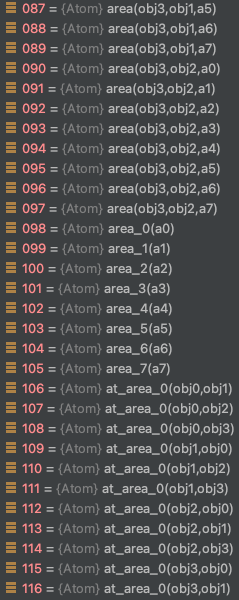 087 = {Atom} area(obj3,obj1,a5)
088 = {Atom} area(obj3,obj1,a6)
089 = {Atom} area(obj3,obj1,a7)
090 = {Atom} area(obj3,obj2,a0)
091 = {Atom} area(obj3,obj2,a1)
092 = {Atom} area(obj3,obj2,a2)
093 = {Atom} area(obj3,obj2,a3)
094 = {Atom} area(obj3,obj2,a4)
095 = {Atom} area(obj3,obj2,a5)
096 = {Atom} area(obj3,obj2,a6)
097 = {Atom} area(obj3,obj2,a7)
098 = {Atom} area_0(a0)
099 = {Atom} area_1(a1)
100 = {Atom} area_2(a2)
101 = {Atom} area_3(a3)
102 = {Atom} area_4(a4)
103 = {Atom} area_5(a5)
104 = {Atom} area_6(a6)
105 = {Atom} area_7(a7)
106 = {Atom} at_area_0(obj0,obj1)
107 = {Atom} at_area_0(obj0,obj2)
108 = {Atom} at_area_0(obj0,obj3)
109 = {Atom} at_area_0(obj1,obj0)
110 = {Atom} at_area_0(obj1,obj2)
111 = {Atom} at_area_0(obj1,obj3)
112 = {Atom} at_area_0(obj2,obj0)
113 = {Atom} at_area_0(obj2,obj1)
114 = {Atom} at_area_0(obj2,obj3)
115 = {Atom} at_area_0(obj3,obj0)
116 = {Atom} at_area_0(obj3,obj1)